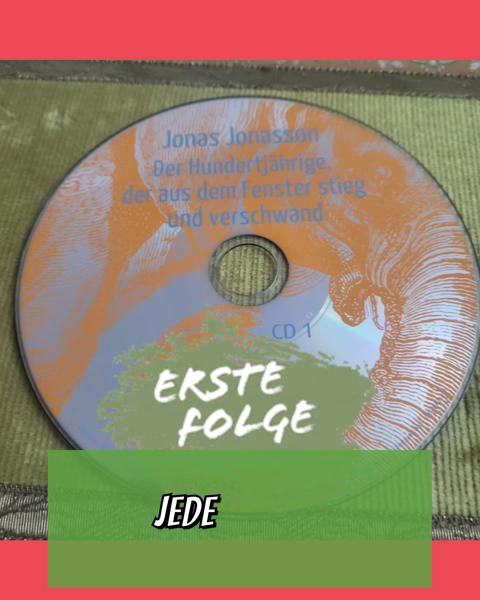 Jonas Jonasson
Der Hundertjährige,
der aus dem Fenster stieg
und verschwand
CD 1
ERSTE
FOLGE
JEDE